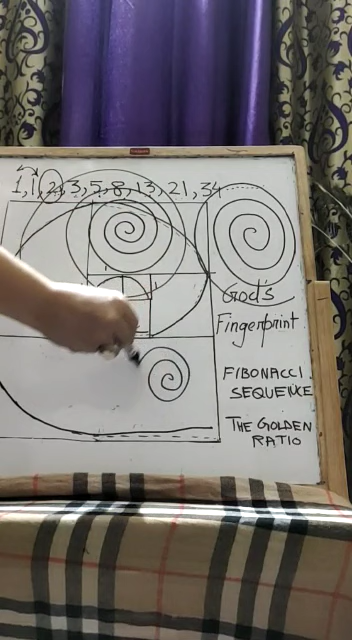 1,1,2,3,5,8,13,21,34
God's
Fingerprint
FIBONACCI
SEQUENCE
THE GOLDEN
RATIO